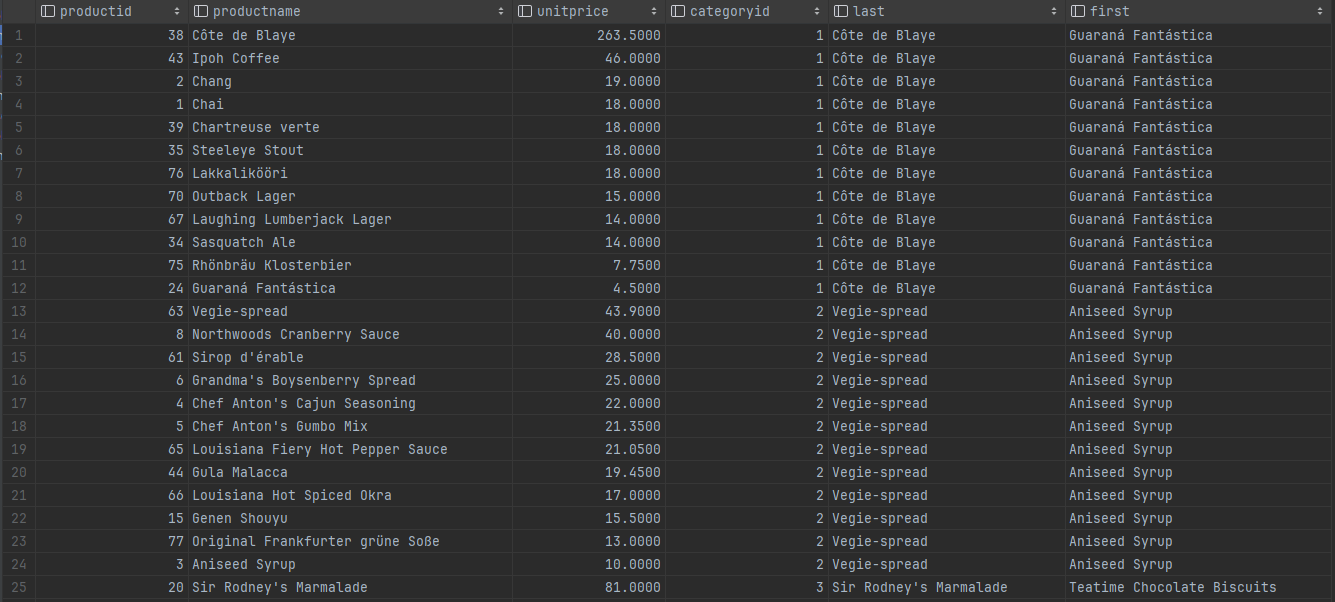 productid productname unitprice categoryid last first
1 38 Côte de Blaye 263.5000 1 Côte de Blaye Guaraná Fantástica
2 43 Ipoh Coffee 46.0000 1 Côte de Blaye Guaraná Fantástica
3 2 Chang 19.0000 1 Côte de Blaye Guaraná Fantástica
4 1 Chai 18.0000 1 Côte de Blaye Guaraná Fantástica
5 39 Chartreuse verte 18.0000 1 Côte de Blaye Guaraná Fantástica
6 35 Steeleye Stout 18.0000 1 Côte de Blaye Guaraná Fantástica
7 76 Lakkalikööri 18.0000 1 Côte de Blaye Guaraná Fantástica
8 70 Outback Lager 15.0000 1 Côte de Blaye Guaraná Fantástica
9 67 Laughing Lumberjack Lager 14.0000 1 Côte de Blaye Guaraná Fantástica
10 34 Sasquatch Ale 14.0000 1 Côte de Blaye Guaraná Fantástica
11 75 Rhönbräu Klosterbier 7.7500 1 Côte de Blaye Guaraná Fantástica
12 24 Guaraná Fantástica 4.5000 1 Côte de Blaye Guaraná Fantástica
13 63 Vegie-spread 43.9000 2 Vegie-spread Aniseed Syrup
14 8 Northwoods Cranberry Sauce 40.0000 2 Vegie-spread Aniseed Syrup
15 61 Sirop d'érable 28.5000 2 Vegie-spread Aniseed Syrup
16 6 Grandma's Boysenberry Spread 25.0000 2 Vegie-spread Aniseed Syrup
17 4 Chef Anton's Cajun Seasoning 22.0000 2 Vegie-spread Aniseed Syrup
18 5 Chef Anton's Gumbo Mix 21.3500 2 Vegie-spread Aniseed Syrup
19 65 Louisiana Fiery Hot Pepper Sauce 21.0500 2 Vegie-spread Aniseed Syrup
20 44 Gula Malacca 19.4500 2 Vegie-spread Aniseed Syrup
21 66 Louisiana Hot Spiced Okra 17.0000 2 Vegie-spread Aniseed Syrup
22 15 Genen Shouyu 15.5000 2 Vegie-spread Aniseed Syrup
23 77 Original Frankfurter grüne Soße 13.0000 2 Vegie-spread Aniseed Syrup
24 3 Aniseed Syrup 10.0000 2 Vegie-spread Aniseed Syrup
25 20 Sir Rodney's Marmalade 81.0000 3 Sir Rodney's Marmalade Teatime Chocolate Biscuits